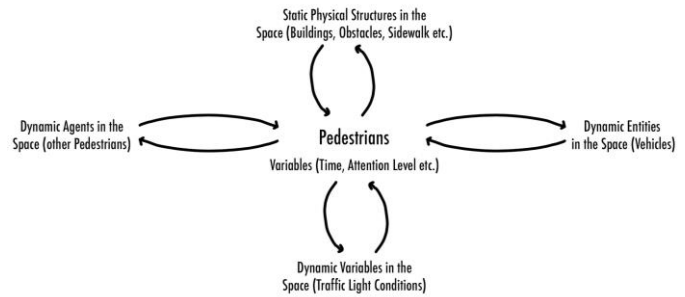 Static Physical Structures in the
Space (Buildings, Obstacles, Sidewalk etc.)
Dynamic Agents in the
Space (other Pedestrians)
Pedestrians
Variables (Time, Attention Level etc.)
Dynamic Entities
in the Space (Vehicles)
Dynamic Variables in the
Space (Traffic Light Conditions)